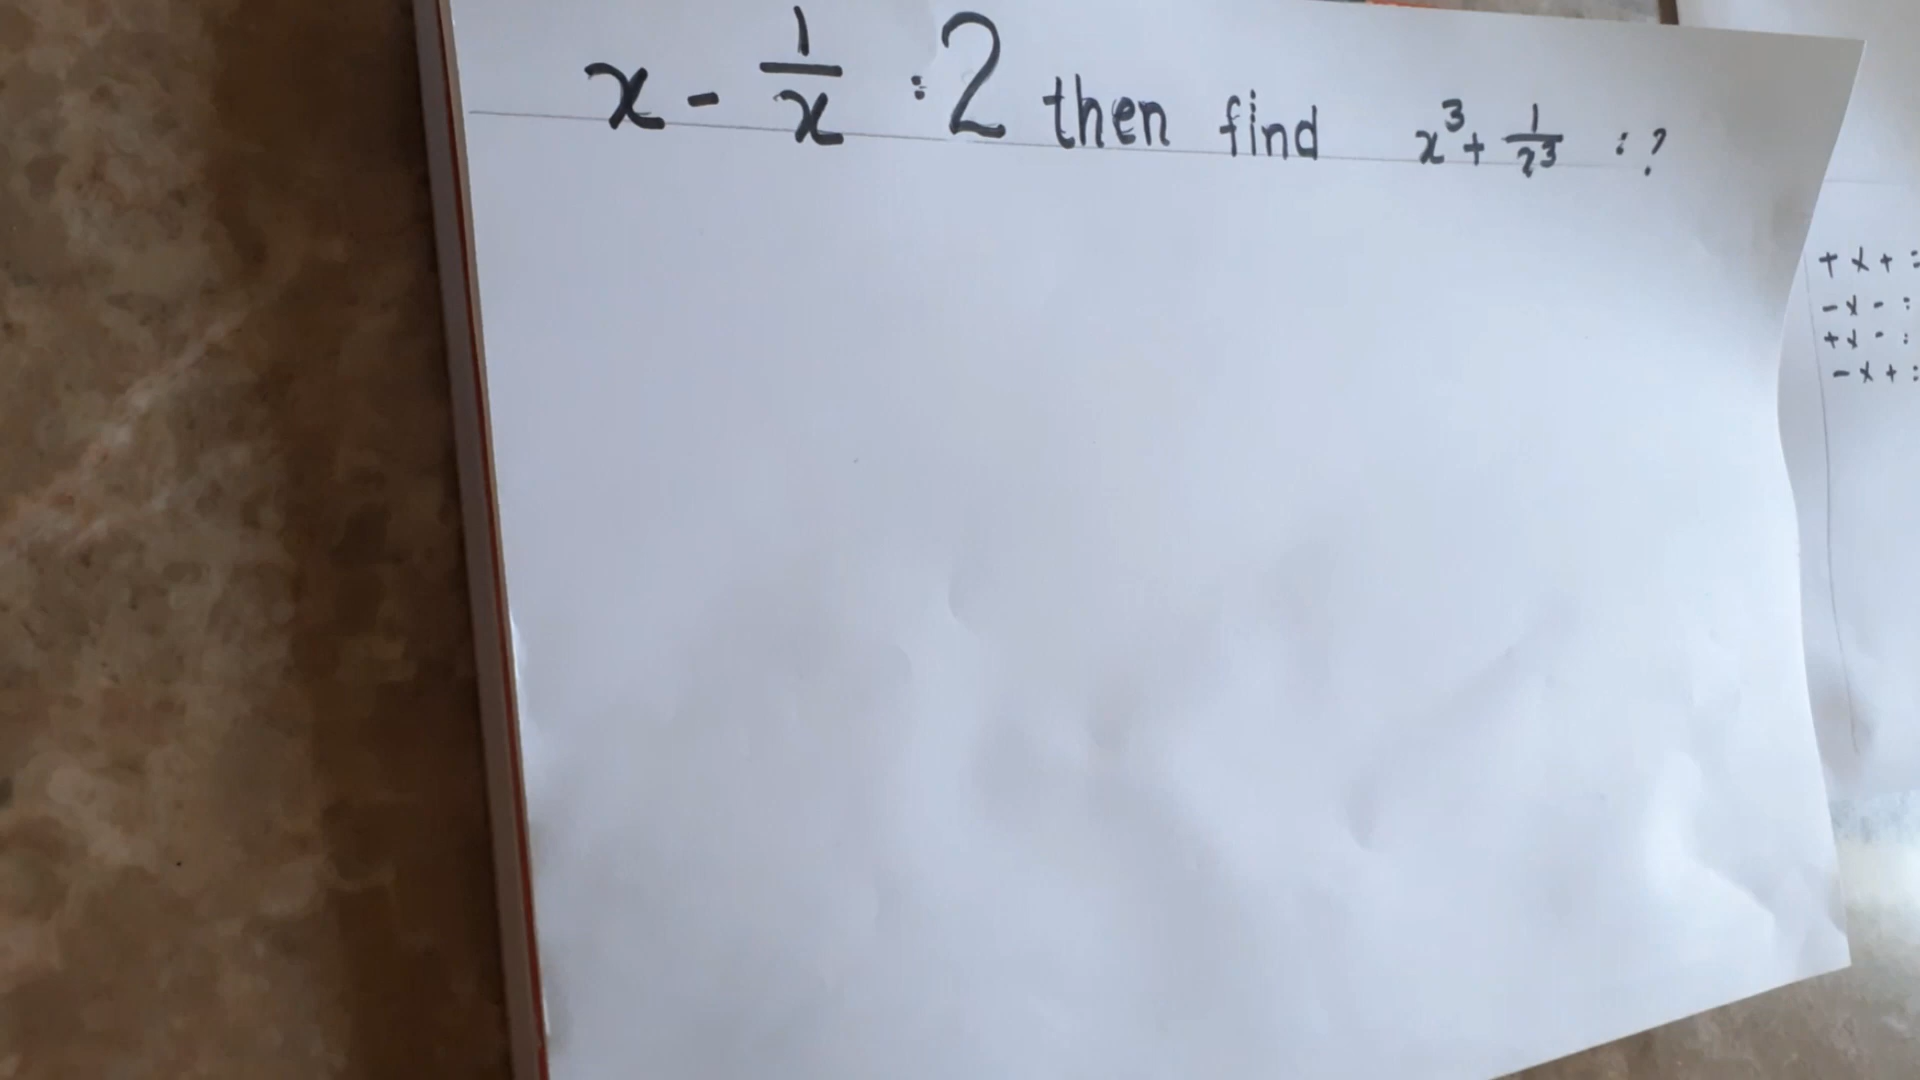 x - 1/x : 2 then find x³ + 1/x³ : ?
+ x + :
- x - :
+ x - :
- x + :